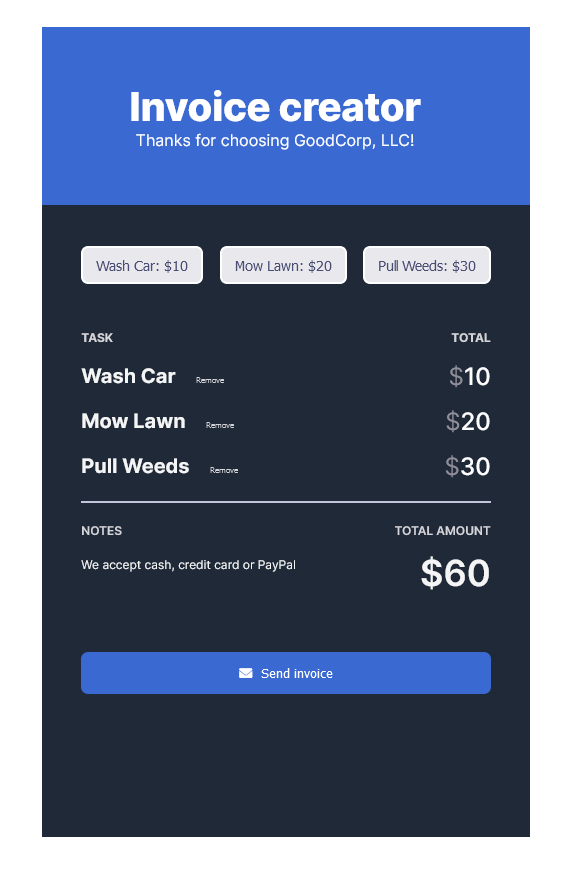 Invoice creator
Thanks for choosing GoodCorp, LLC!
Wash Car: $10 Mow Lawn: $20 Pull Weeds: $30
TASK TOTAL
Wash Car Remove $10
Mow Lawn Remove $20
Pull Weeds Remove $30
NOTES TOTAL AMOUNT
We accept cash, credit card or PayPal $60
Send invoice